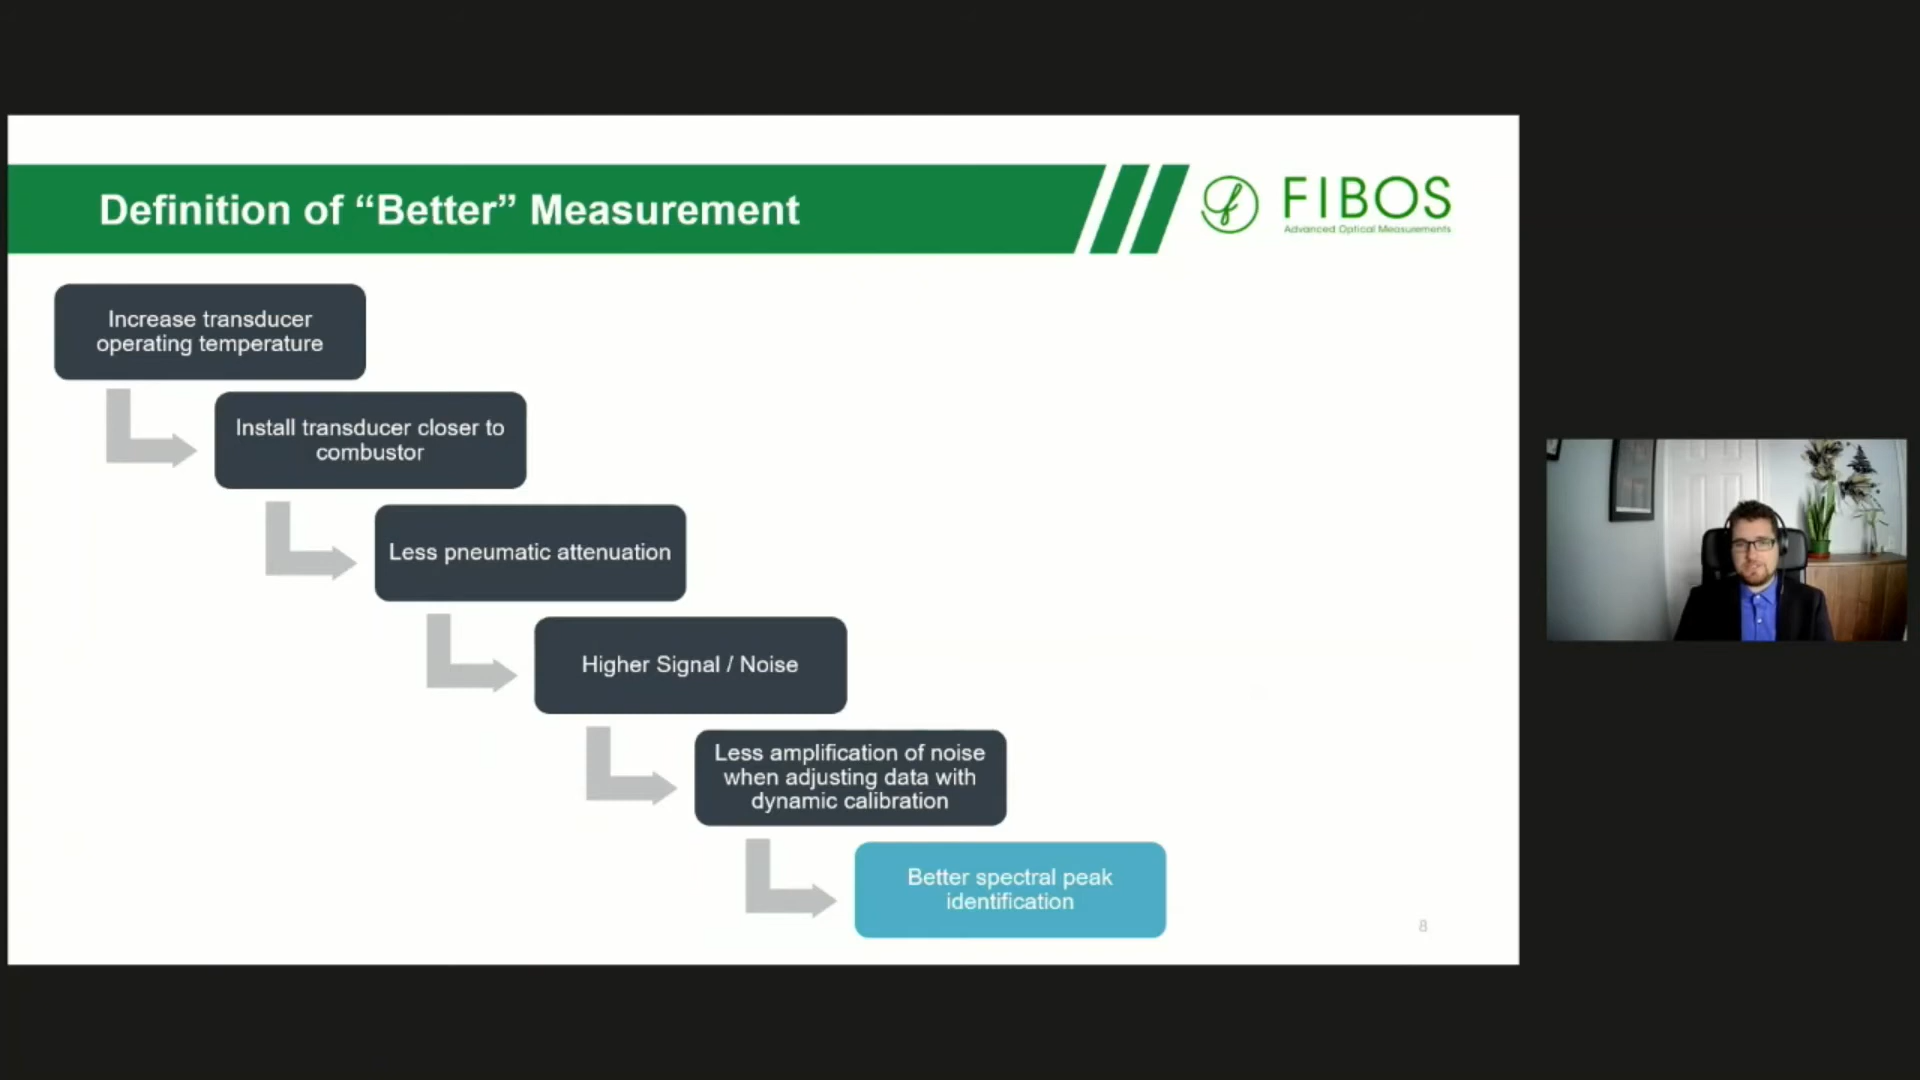 Definition of “Better” Measurement
FIBOS
Advanced Optical Measurements
Increase transducer
operating temperature
Install transducer closer to
combustor
Less pneumatic attenuation
Higher Signal / Noise
Less amplification of noise
when adjusting data with
dynamic calibration
Better spectral peak
identification
8